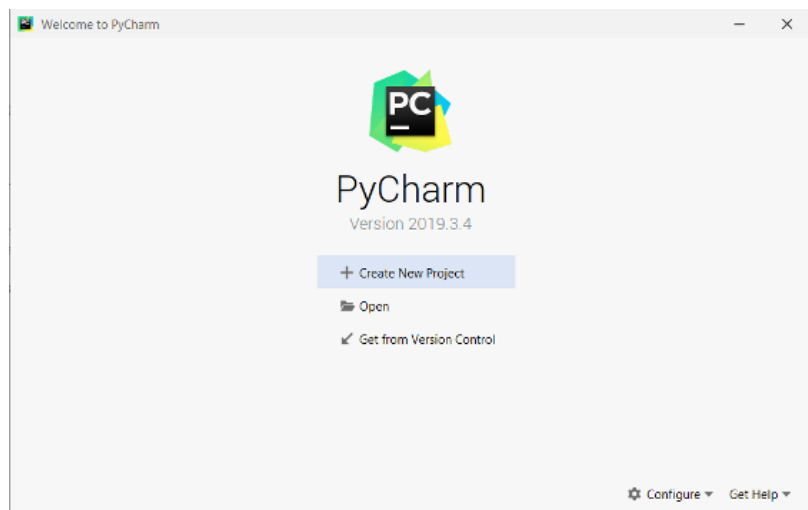 Welcome to PyCharm
PC
PyCharm
Version 2019.3.4
Create New Project
Open
Get from Version Control
Configure Get Help